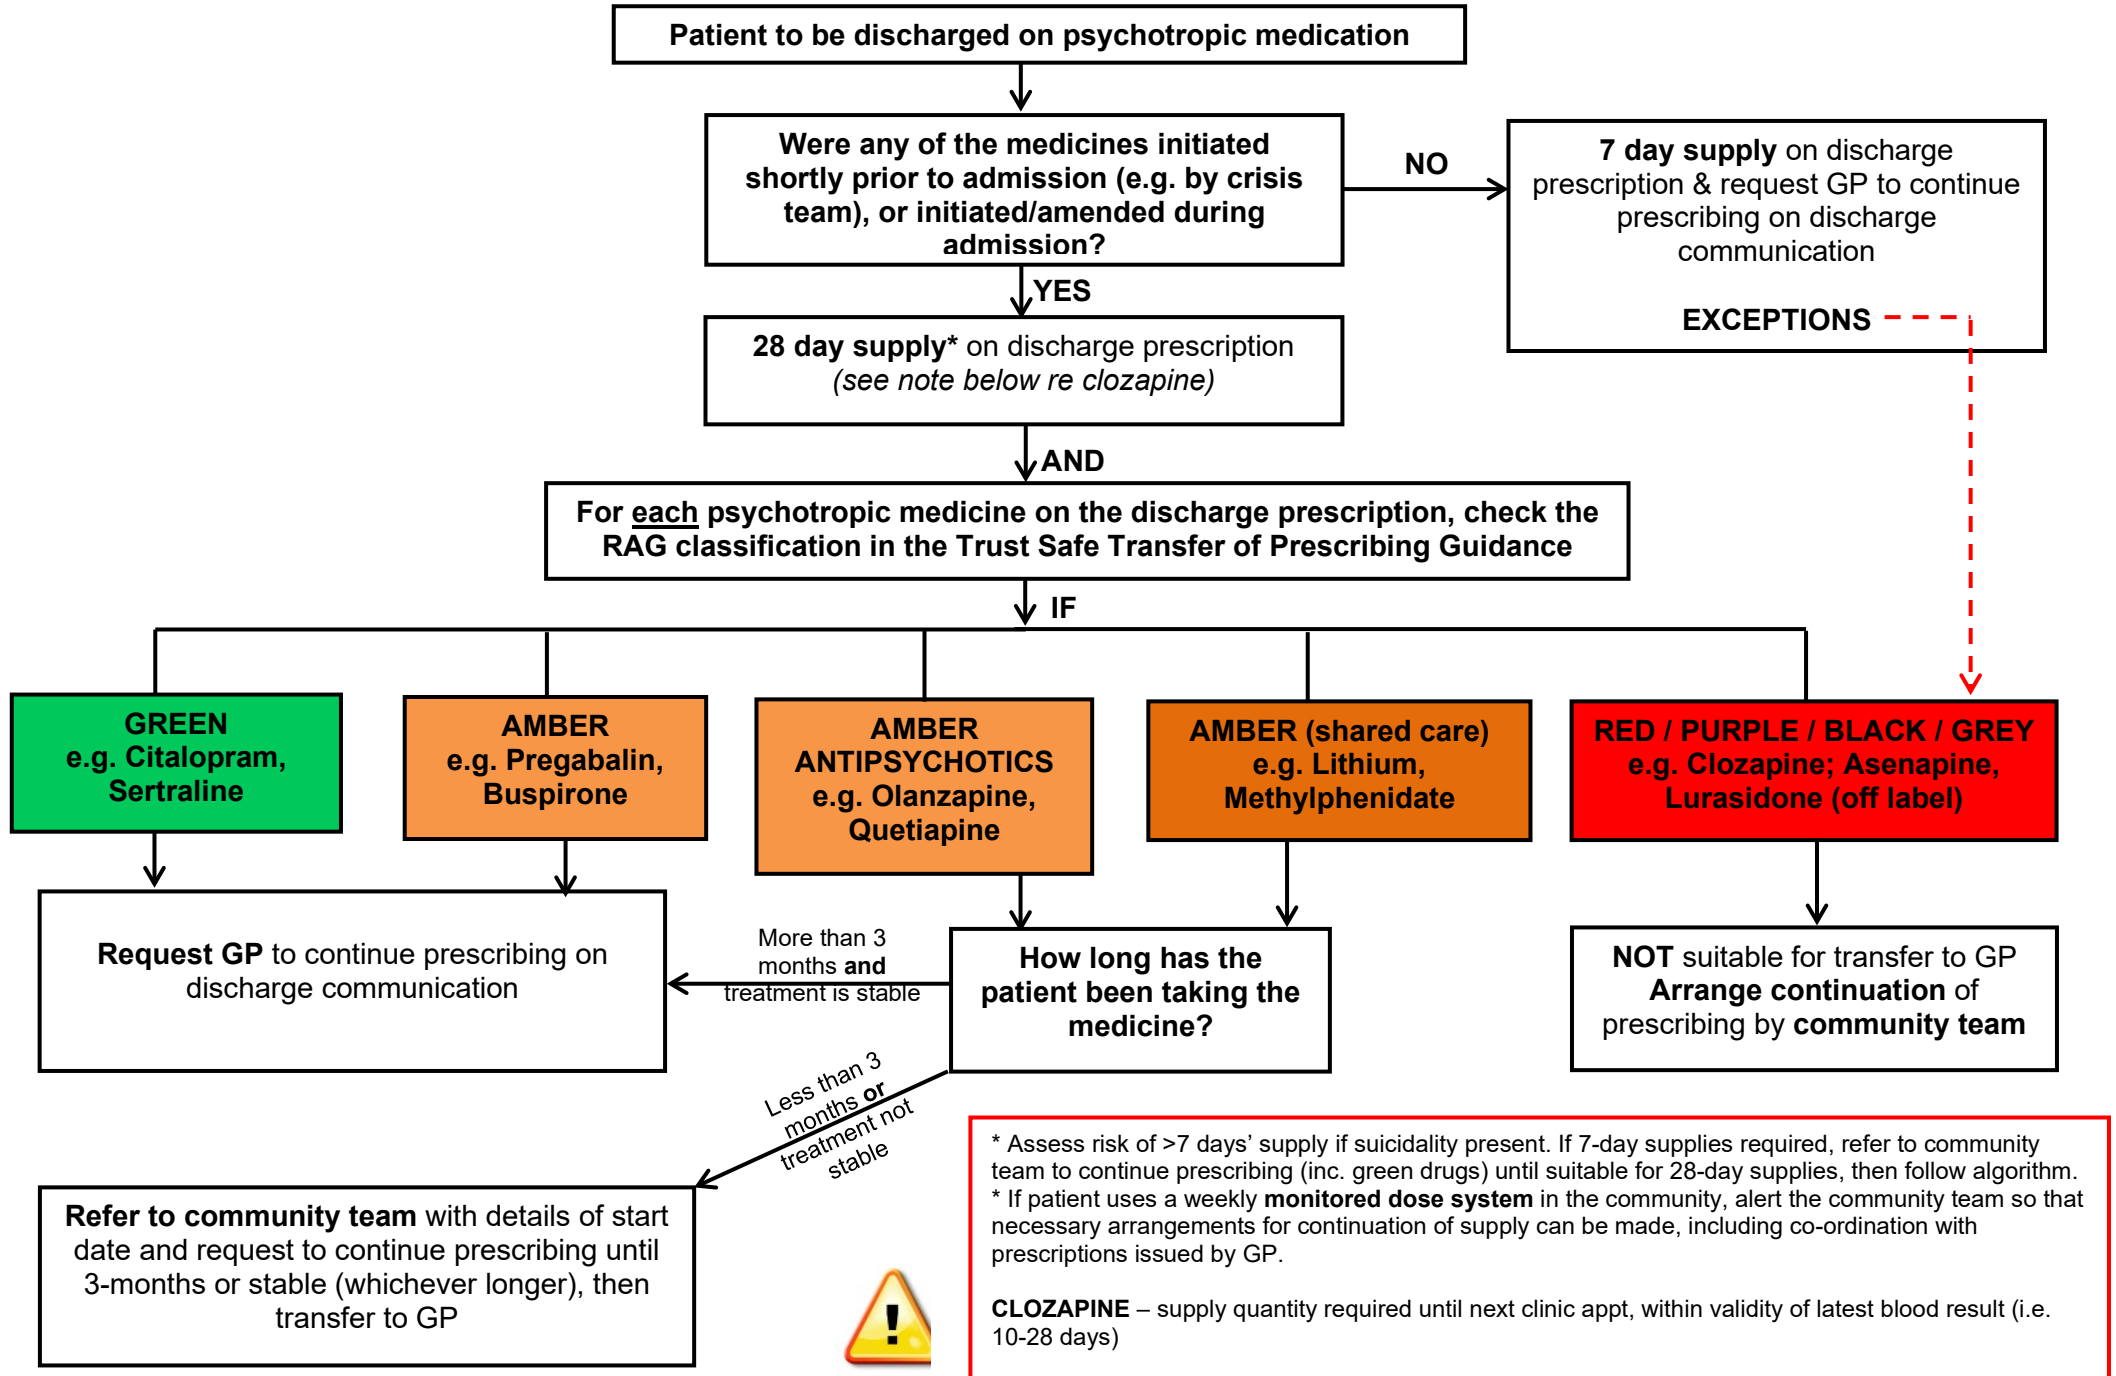 Patient to be discharged on psychotropic medication
Were any of the medicines initiated
shortly prior to admission (e.g. by crisis
team), or initiated/amended during
admission?
NO
7 day supply on discharge
prescription & request GP to continue
prescribing on discharge
communication
EXCEPTIONS
YES
28 day supply* on discharge prescription
(see note below re clozapine)
AND
For each psychotropic medicine on the discharge prescription, check the
RAG classification in the Trust Safe Transfer of Prescribing Guidance
IF
GREEN
e.g. Citalopram,
Sertraline
AMBER
e.g. Pregabalin,
Buspirone
AMBER
ANTIPSYCHOTICS
e.g. Olanzapine,
Quetiapine
AMBER (shared care)
e.g. Lithium,
Methylphenidate
RED / PURPLE / BLACK / GREY
e.g. Clozapine; Asenapine,
Lurasidone (off label)
Request GP to continue prescribing on
discharge communication
More than 3
months and
treatment is stable
How long has the
patient been taking the
medicine?
NOT suitable for transfer to GP
Arrange continuation of
prescribing by community team
Less than 3
months or
treatment not
stable
Refer to community team with details of start
date and request to continue prescribing until
3-months or stable (whichever longer), then
transfer to GP
* Assess risk of >7 days’ supply if suicidality present. If 7-day supplies required, refer to community
team to continue prescribing (inc. green drugs) until suitable for 28-day supplies, then follow algorithm.
* If patient uses a weekly monitored dose system in the community, alert the community team so that
necessary arrangements for continuation of supply can be made, including co-ordination with
prescriptions issued by GP.
CLOZAPINE – supply quantity required until next clinic appt, within validity of latest blood result (i.e.
10-28 days)